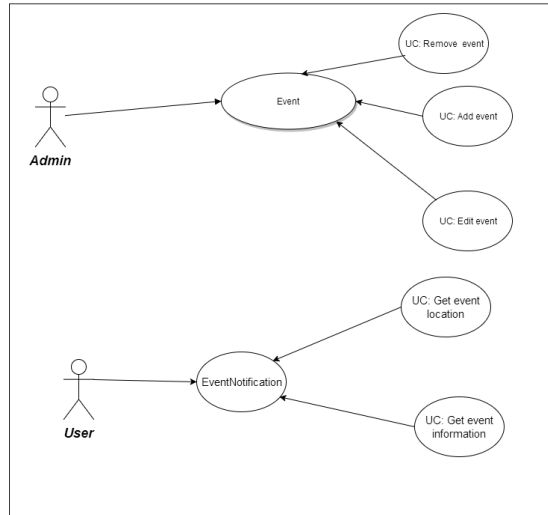 UC: Remove event
Event
UC: Add event
Admin
UC: Edit event
UC: Get event
location
EventNotification
User
UC: Get event
information